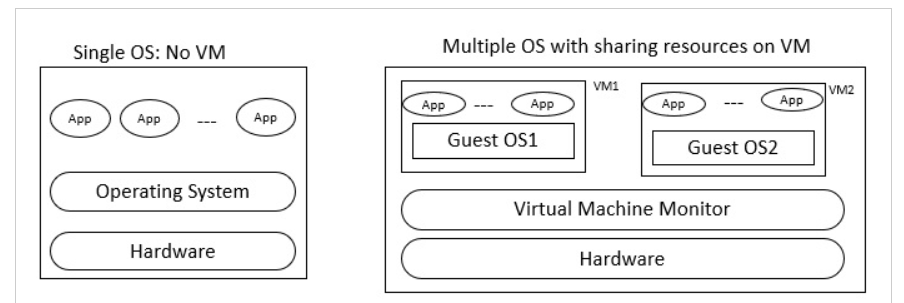 Single OS: No VM
App App --- App
Operating System
Hardware
Multiple OS with sharing resources on VM
VM1
App --- App
Guest OS1
VM2
App --- App
Guest OS2
Virtual Machine Monitor
Hardware